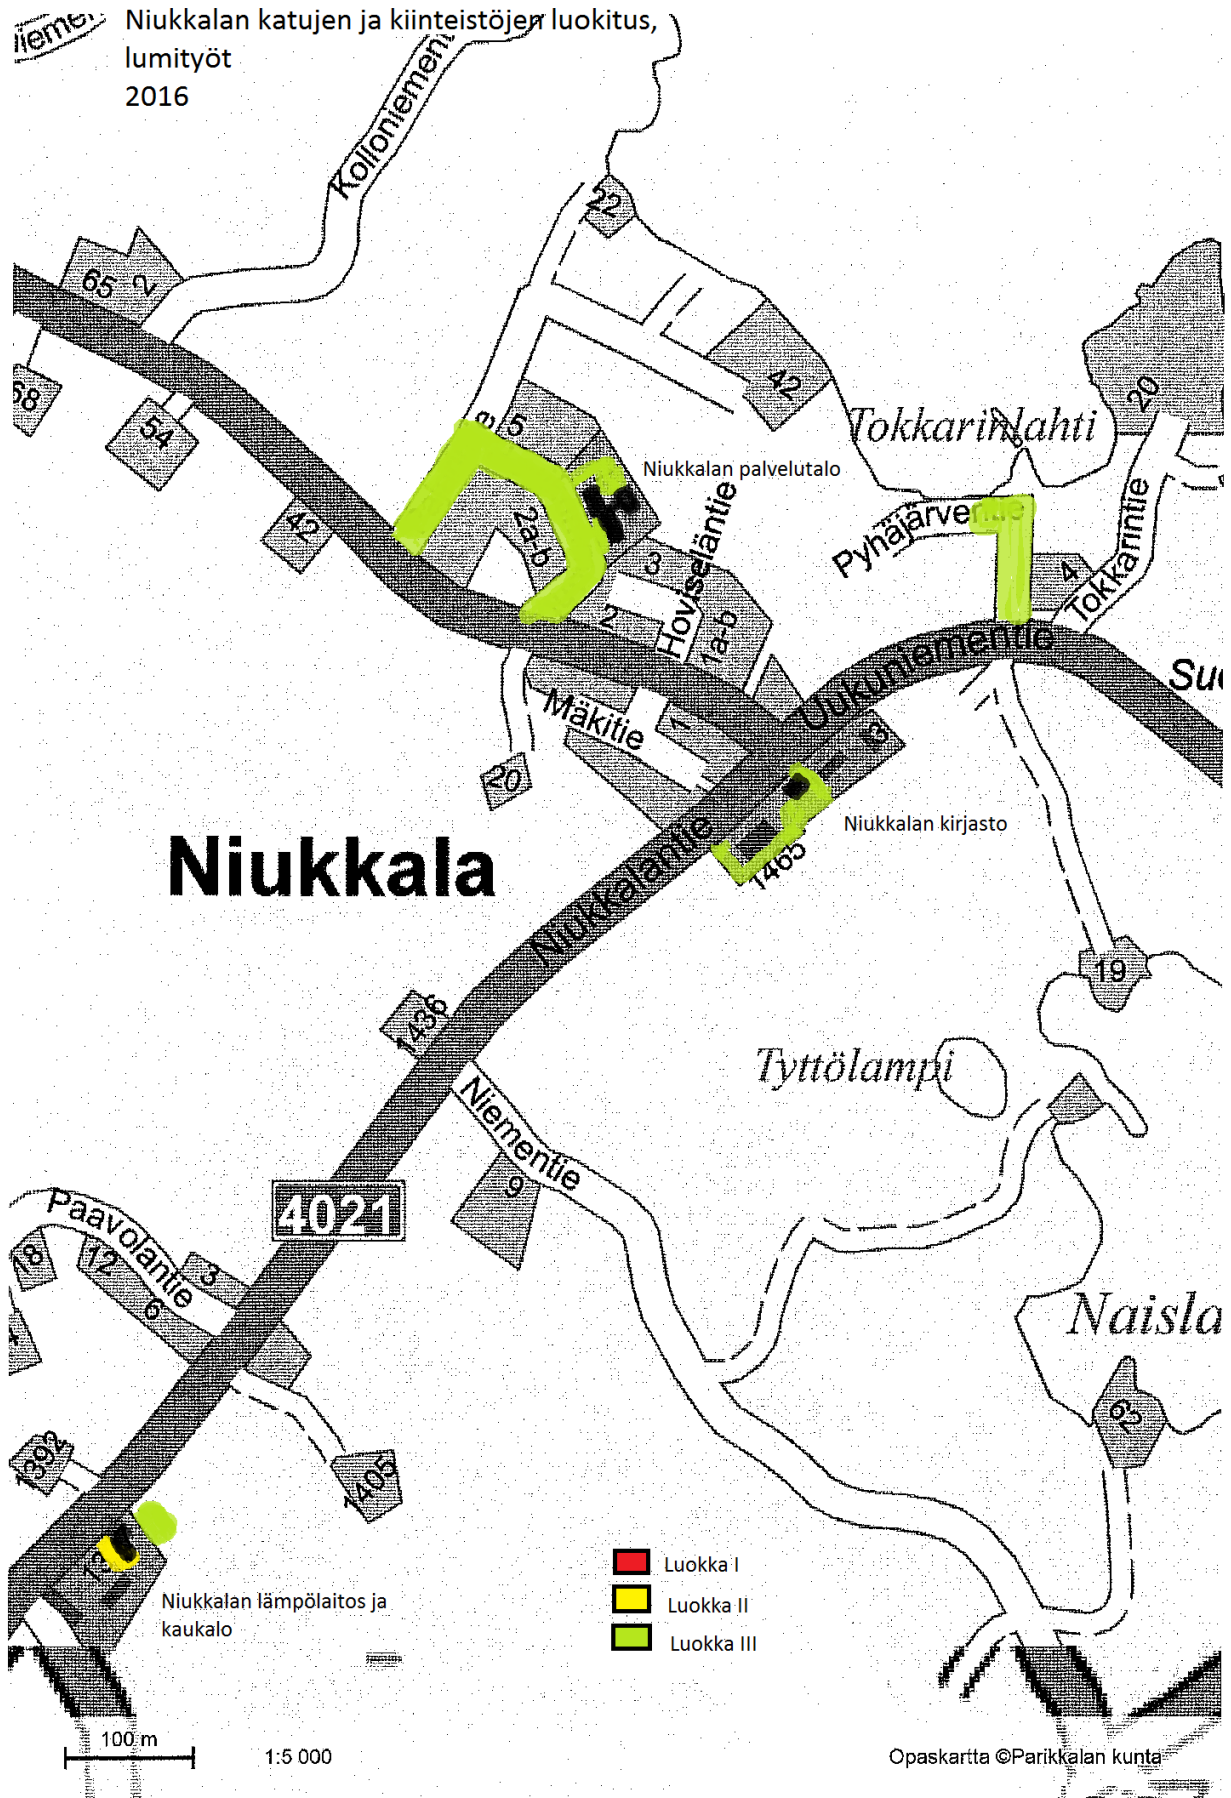 Niukkalan katujen ja kiinteistöjen luokitus,
lumityöt
2016
Kolloniement
22
65
2
68
54
42
42
5
Tokkarinlahti
20
Niukkalan palvelutalo
2a-b
Pyhäjärventie
3
Hoviseläntie
4
Tokkarintie
2
1a-b
Uukuniementie
Mäkitie
1
3
20
Niukkala
Niukkalantie
Niukkalan kirjasto
1465
19
1436
Tyttölampi
Niementie
9
4021
Paavolantie
18
12
3
6
Naisla
62
1392
1405
Niukkalan lämpölaitos ja
kaukalo
Luokka I
Luokka II
Luokka III
100 m
1:5 000
Opaskartta ©Parikkalan kunta